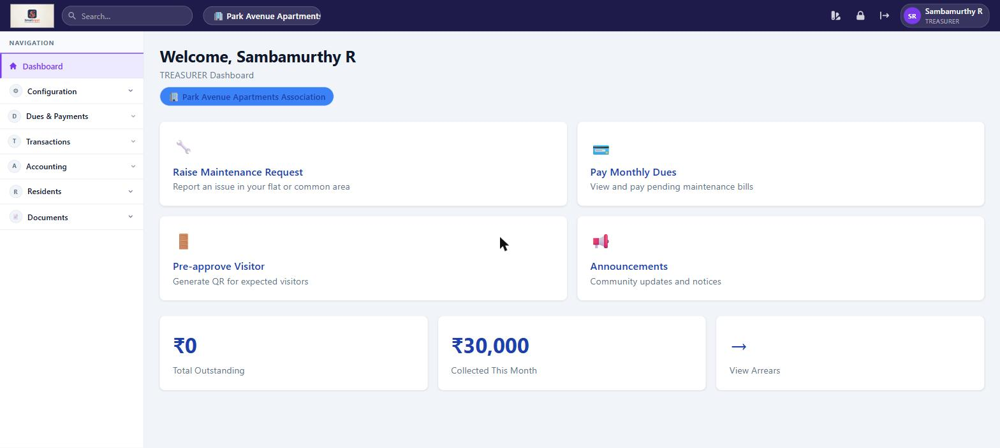 Search...
Park Avenue Apartments
SR
Sambamurthy R
TREASURER
NAVIGATION
Dashboard
Configuration
D
Dues & Payments
T
Transactions
A
Accounting
R
Residents
Documents
Welcome, Sambamurthy R
TREASURER Dashboard
Park Avenue Apartments Association
Raise Maintenance Request
Report an issue in your flat or common area
Pay Monthly Dues
View and pay pending maintenance bills
Pre-approve Visitor
Generate QR for expected visitors
Announcements
Community updates and notices
₹0
Total Outstanding
₹30,000
Collected This Month
→
View Arrears